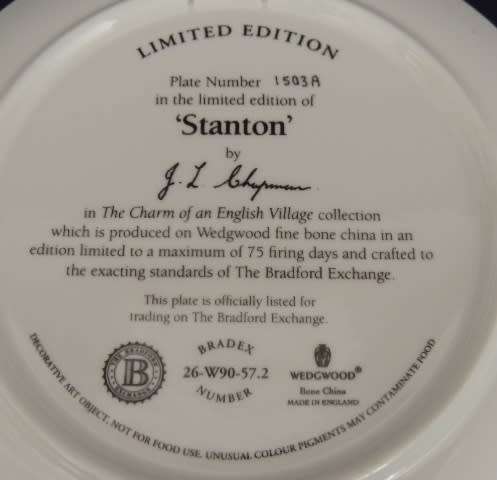 LIMITED EDITION
Plate Number 1503A
in the limited edition of
'Stanton'
by
J. L. Chapman.
in The Charm of an English Village collection
which is produced on Wedgwood fine bone china in an
edition limited to a maximum of 75 firing days and crafted to
the exacting standards of The Bradford Exchange.
This plate is officially listed for
trading on The Bradford Exchange.
THE BRADFORD
B
EXCHANGE
BRADEX
26-W90-57.2
NUMBER
WEDGWOOD®
Bone China
MADE IN ENGLAND
DECORATIVE ART OBJECT, NOT FOR FOOD USE. UNUSUAL COLOUR PIGMENTS MAY CONTAMINATE FOOD